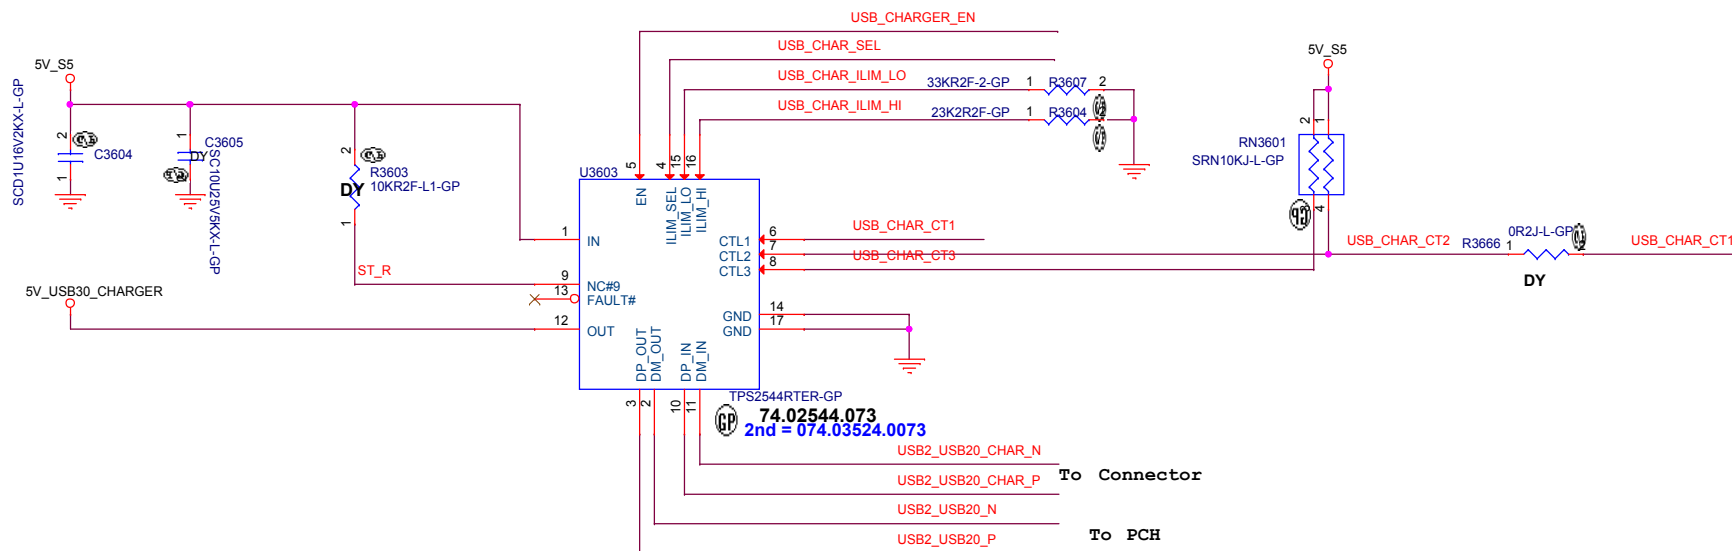 USB_CHARGER_EN
USB_CHAR_SEL
5V_S5
5V_S5
USB_CHAR_ILIM_LO
33KR2F-2-GP
1
R3607
2
USB_CHAR_ILIM_HI
23K2R2F-GP
1
R3604
SCD1U16V2KX-L-GP
2
1
C3604
1
C3605
DY
SC10U25V5KX-L-GP
2
R3603
DY
10KR2F-L1-GP
1
5
4
15
16
U3603
EN
ILIM_SEL
ILIM_LO
ILIM_HI
2
1
RN3601
SRN10KJ-L-GP
4
1
IN
CTL1
6
USB_CHAR_CT1
CTL2
7
CTL3
8
USB_CHAR_CT3
USB_CHAR_CT2
R3666
1
0R2J-L-GP
USB_CHAR_CT1
DY
ST_R
9
NC#9
13
FAULT#
5V_USB30_CHARGER
12
OUT
GND
14
GND
17
DP_OUT
DM_OUT
DP_IN
DM_IN
3
2
10
11
TPS2544RTER-GP
GP
74.02544.073
2nd = 074.03524.0073
USB2_USB20_CHAR_N
To Connector
USB2_USB20_CHAR_P
USB2_USB20_N
To PCH
USB2_USB20_P